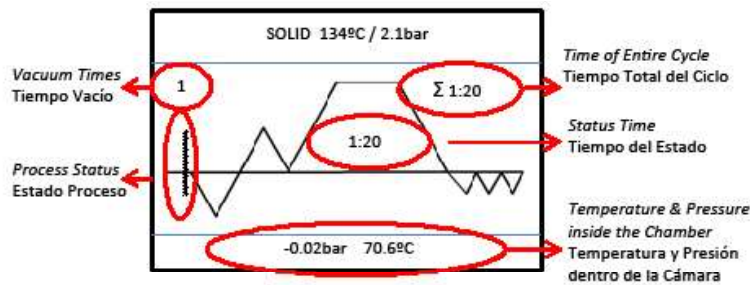 SOLID 134ºC / 2.1bar
Vacuum Times
Tiempo Vacío
1
Σ 1:20
Time of Entire Cycle
Tiempo Total del Ciclo
1:20
Status Time
Tiempo del Estado
Process Status
Estado Proceso
-0.02bar 70.6ºC
Temperature & Pressure
inside the Chamber
Temperatura y Presión
dentro de la Cámara